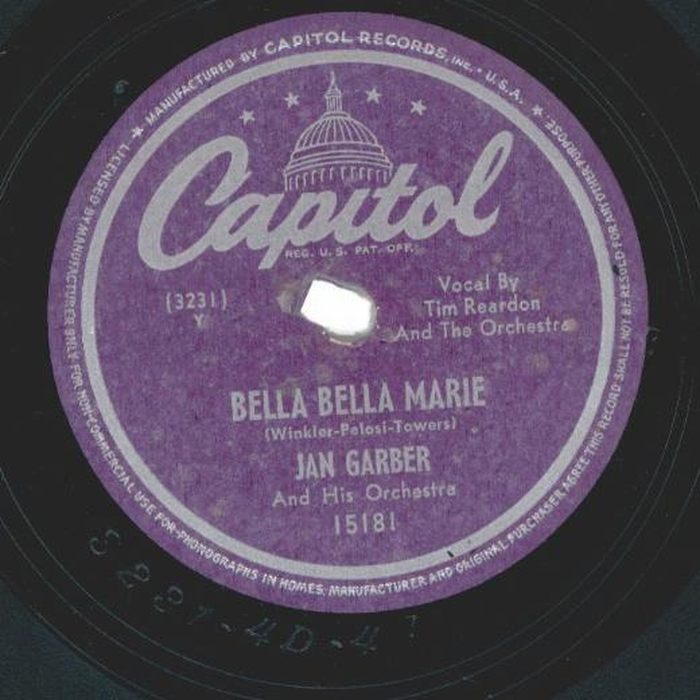 ★ MANUFACTURED BY CAPITOL RECORDS, INC. • U.S.A. ★
LICENSED BY MANUFACTURER ONLY FOR NON-COMMERCIAL USE FOR PHONOGRAPHS IN HOMES. MANUFACTURER AND ORIGINAL PURCHASER AGREE THIS RECORD SHALL NOT BE RESOLD FOR ANY OTHER PURPOSE.
Capitol
REG. U.S. PAT. OFF.
(3231)
Y
Vocal By
Tim Reardon
And The Orchestra
BELLA BELLA MARIE
(Winkler-Pelosi-Towers)
JAN GARBER
And His Orchestra
15181